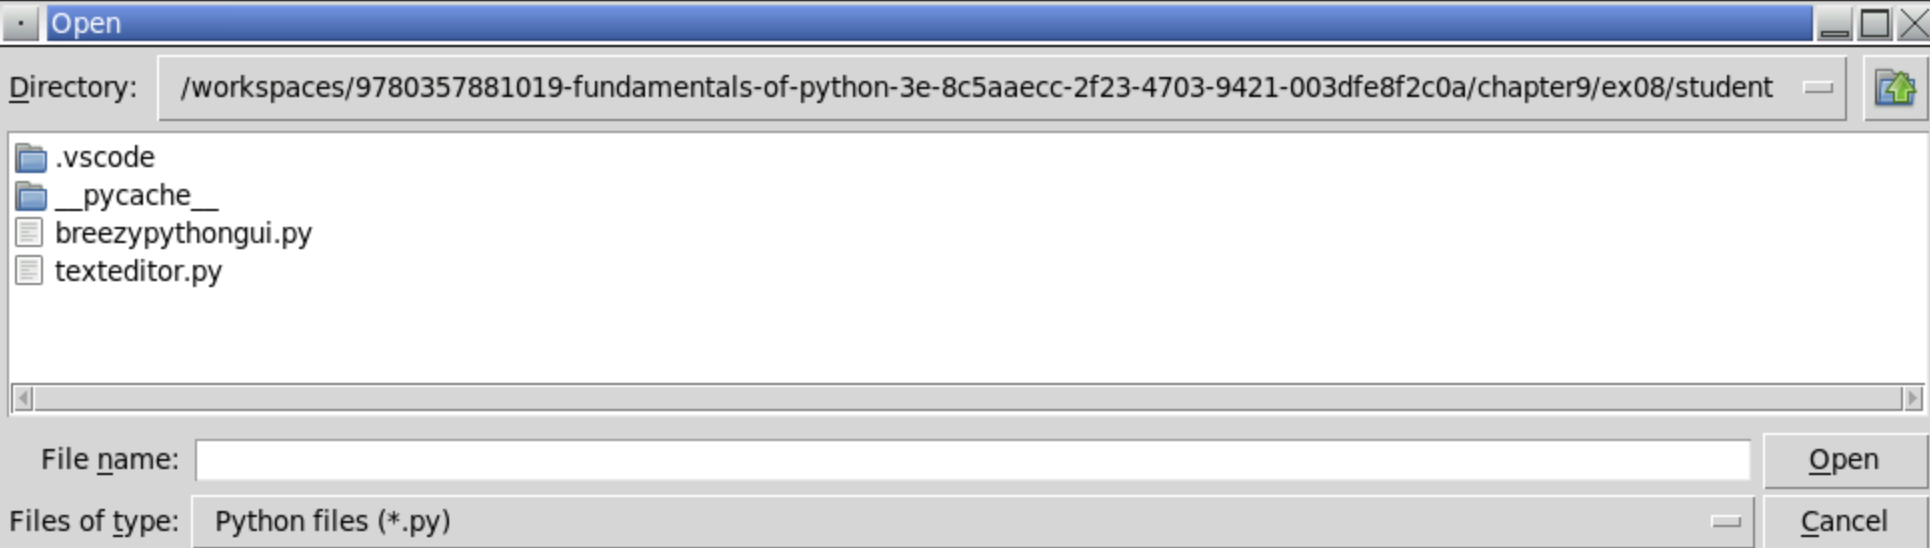 Open
Directory: /workspaces/9780357881019-fundamentals-of-python-3e-8c5aaecc-2f23-4703-9421-003dfe8f2c0a/chapter9/ex08/student
.vscode
__pycache__
breezypythongui.py
texteditor.py
File name: Open
Files of type: Python files (*.py) Cancel